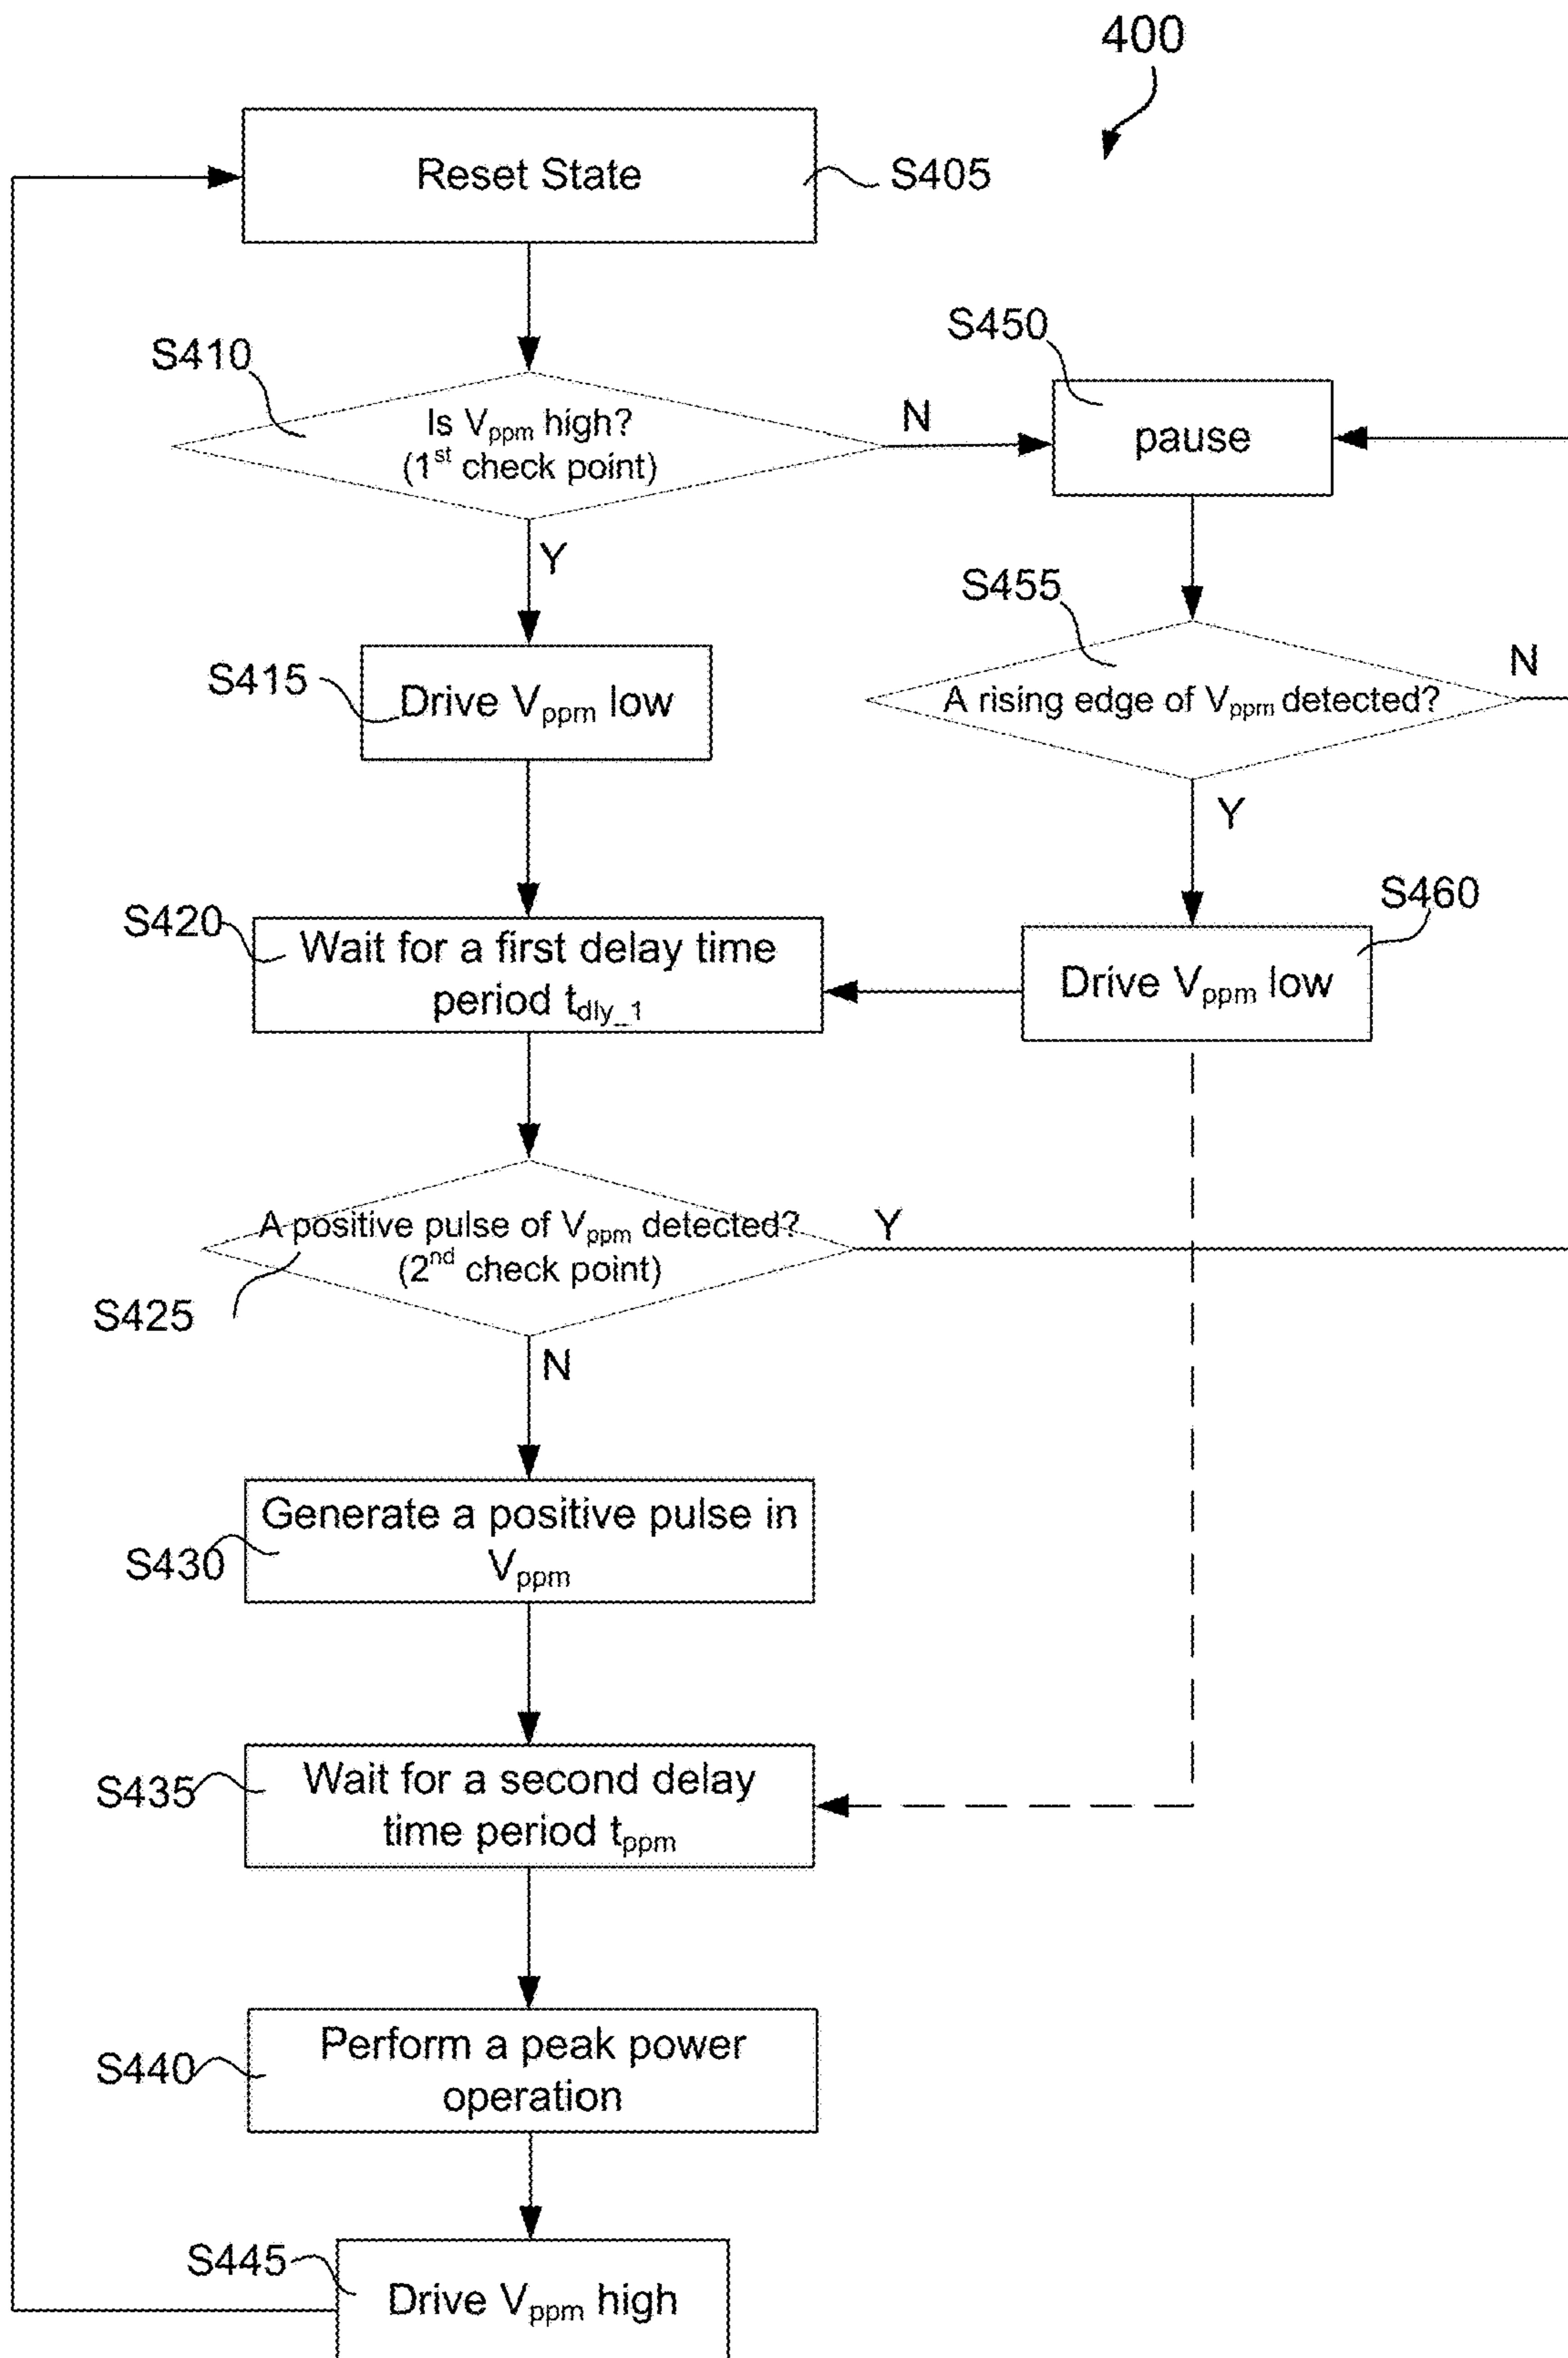 400
Reset State
S405
S410
Is Vppm high?
(1st check point)
N
S450
pause
Y
S455
A rising edge of Vppm detected?
N
S415
Drive Vppm low
Y
S460
Drive Vppm low
S420
Wait for a first delay time
period tdly_1
A positive pulse of Vppm detected?
(2nd check point)
Y
S425
N
Generate a positive pulse in
Vppm
S430
S435
Wait for a second delay
time period tppm
S440
Perform a peak power
operation
S445
Drive Vppm high